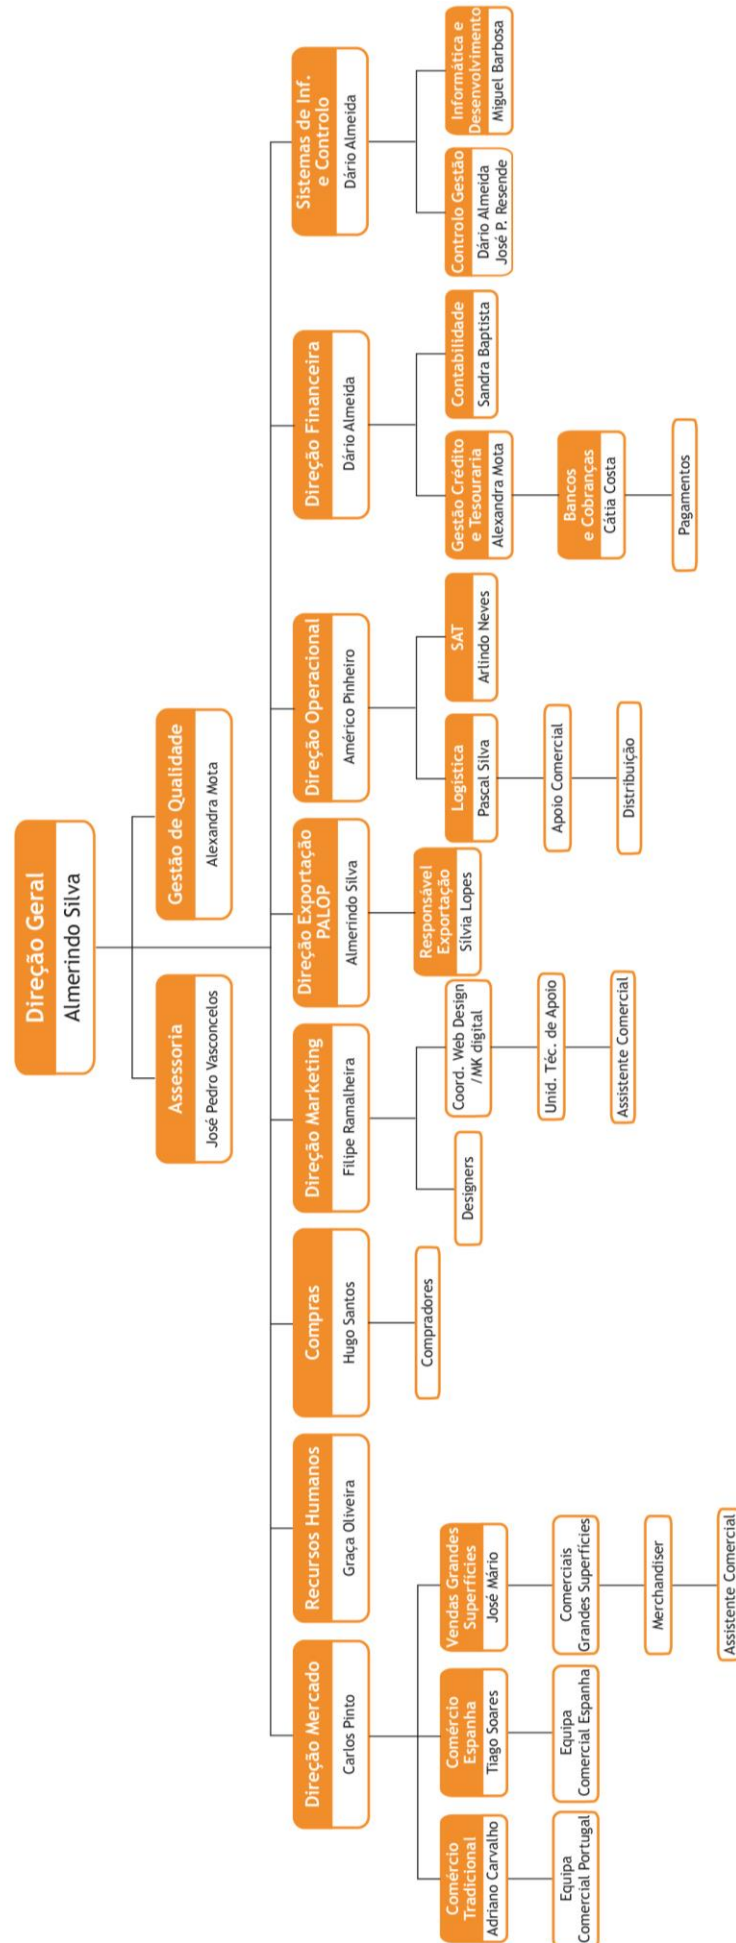 Direção Geral
Almerindo Silva
Assessoria
José Pedro Vasconcelos
Gestão de Qualidade
Alexandra Mota
Direção Mercado
Carlos Pinto
Recursos Humanos
Graça Oliveira
Compras
Hugo Santos
Direção Marketing
Filipe Ramalheira
Direção Exportação
PALOP
Almerindo Silva
Direção Operacional
Américo Pinheiro
Direção Financeira
Dário Almeida
Sistemas de Inf.
e Controlo
Dário Almeida
Comércio
Tradicional
Adriano Carvalho
Comércio
Espanha
Tiago Soares
Vendas Grandes
Superfícies
José Mário
Compradores
Designers
Coord. Web Design
/MK digital
Responsável
Exportação
Sílvia Lopes
Logística
Pascal Silva
SAT
Arlindo Neves
Gestão Crédito
e Tesouraria
Alexandra Mota
Contabilidade
Sandra Baptista
Controlo Gestão
Dário Almeida
José P. Resende
Informática e
Desenvolvimento
Miguel Barbosa
Equipa
Comercial Portugal
Equipa
Comercial Espanha
Comerciais
Grandes Superfícies
Unid. Téc. de Apoio
Apoio Comercial
Bancos
e Cobranças
Cátia Costa
Merchandiser
Assistente Comercial
Distribuição
Pagamentos
Assistente Comercial